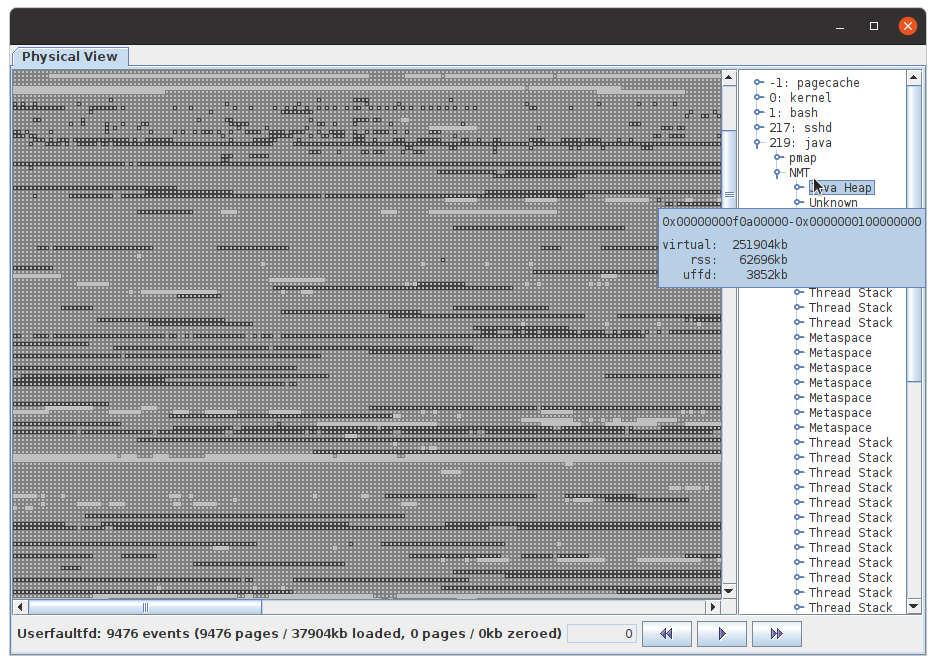 Physical View
-1: pagecache
0: kernel
1: bash
217: sshd
219: java
pmap
NMT
Java Heap
Unknown
0x00000000f0a00000-0x0000000100000000
virtual: 251904kb
rss: 62696kb
uffd: 3852kb
Thread Stack
Thread Stack
Thread Stack
Metaspace
Metaspace
Metaspace
Metaspace
Metaspace
Metaspace
Metaspace
Thread Stack
Thread Stack
Thread Stack
Thread Stack
Thread Stack
Thread Stack
Thread Stack
Thread Stack
Thread Stack
Thread Stack
Thread Stack
Thread Stack
Userfaultfd: 9476 events (9476 pages / 37904kb loaded, 0 pages / 0kb zeroed)
0